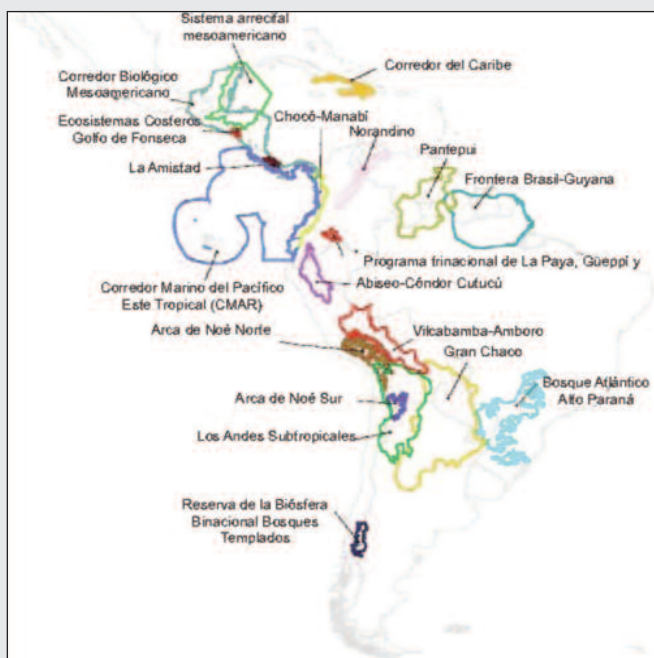 Sistema arrecifal
mesoamericano
Corredor Biológico
Mesoamericano
Corredor del Caribe
Ecosistemas Costeros
Golfo de Fonseca
Chocó-Manabí
Norandino
La Amistad
Pantepui
Frontera Brasil-Guyana
Programa trinacional de La Paya, Güeppí y
Corredor Marino del Pacífico
Este Tropical (CMAR)
Abiseo-Cóndor Cutucú
Arca de Noé Norte
Vilcabamba-Amboro
Gran Chaco
Bosque Atlántico
Alto Paraná
Arca de Noé Sur
Los Andes Subtropicales
Reserva de la Biósfera
Binacional Bosques
Templados